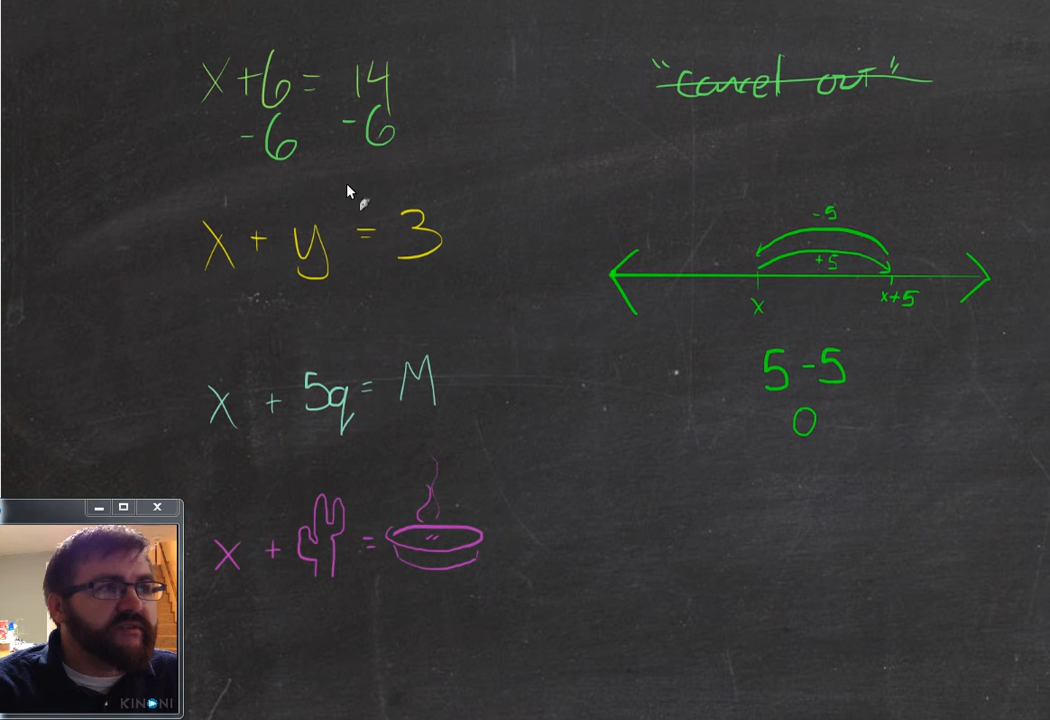 x + 6 = 14
- 6 - 6
x + y = 3
x + 5q = M
x + =
"cancel out"
-5
+5
x x+5
5 - 5
0
KINONI